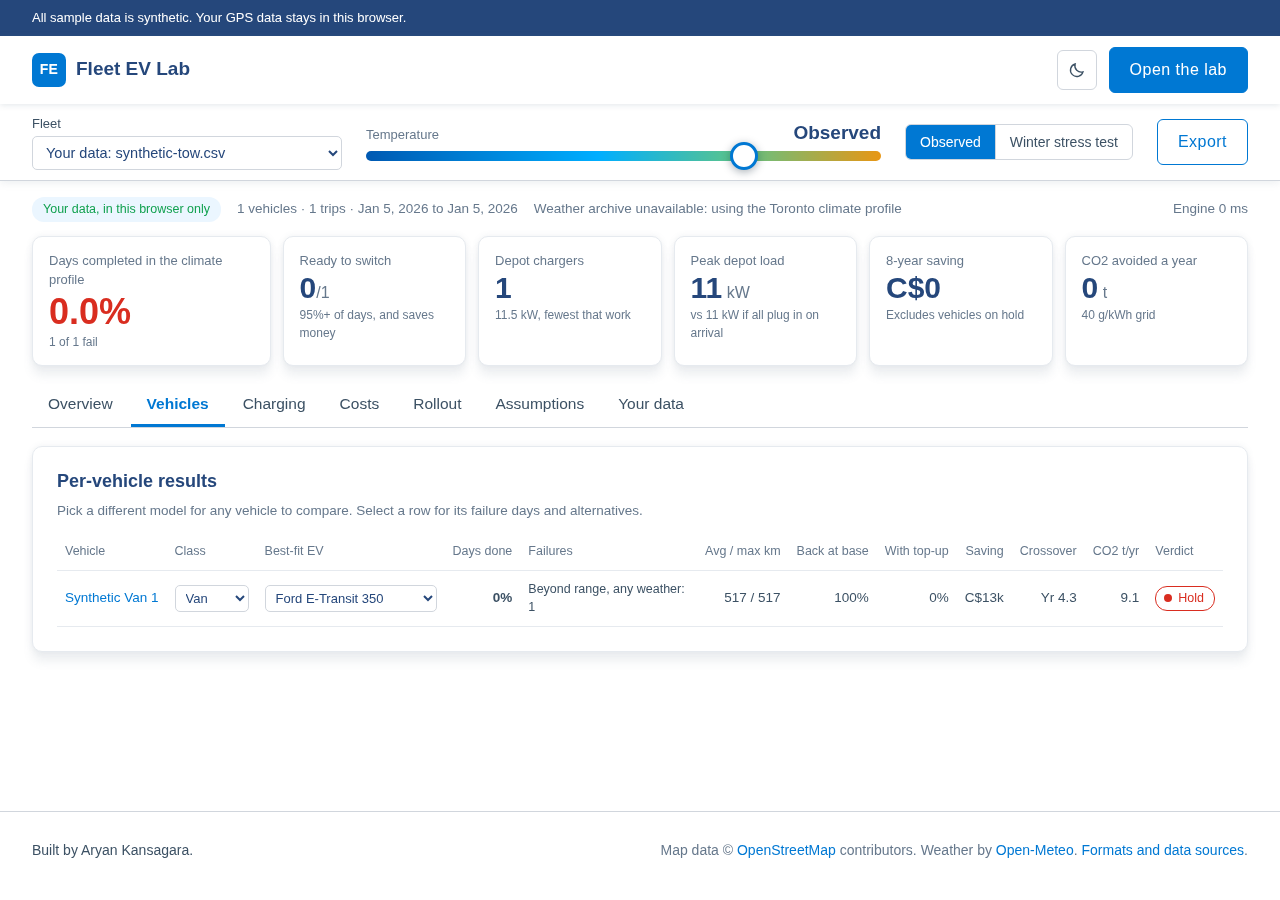 All sample data is synthetic. Your GPS data stays in this browser.
FE Fleet EV Lab
Open the lab
Fleet
Your data: synthetic-tow.csv
Temperature
Observed
Observed Winter stress test
Export
Your data, in this browser only 1 vehicles · 1 trips · Jan 5, 2026 to Jan 5, 2026 Weather archive unavailable: using the Toronto climate profile Engine 0 ms
Days completed in the climate
profile
0.0%
1 of 1 fail
Ready to switch
0/1
95%+ of days, and saves
money
Depot chargers
1
11.5 kW, fewest that work
Peak depot load
11 kW
vs 11 kW if all plug in on
arrival
8-year saving
C$0
Excludes vehicles on hold
CO2 avoided a year
0 t
40 g/kWh grid
Overview Vehicles Charging Costs Rollout Assumptions Your data
Per-vehicle results
Pick a different model for any vehicle to compare. Select a row for its failure days and alternatives.
Vehicle Class Best-fit EV Days done Failures Avg / max km Back at base With top-up Saving Crossover CO2 t/yr Verdict
Synthetic Van 1 Van Ford E-Transit 350 0% Beyond range, any weather: 517 / 517 100% 0% C$13k Yr 4.3 9.1 Hold
1
Built by Aryan Kansagara.
Map data © OpenStreetMap contributors. Weather by Open-Meteo. Formats and data sources.